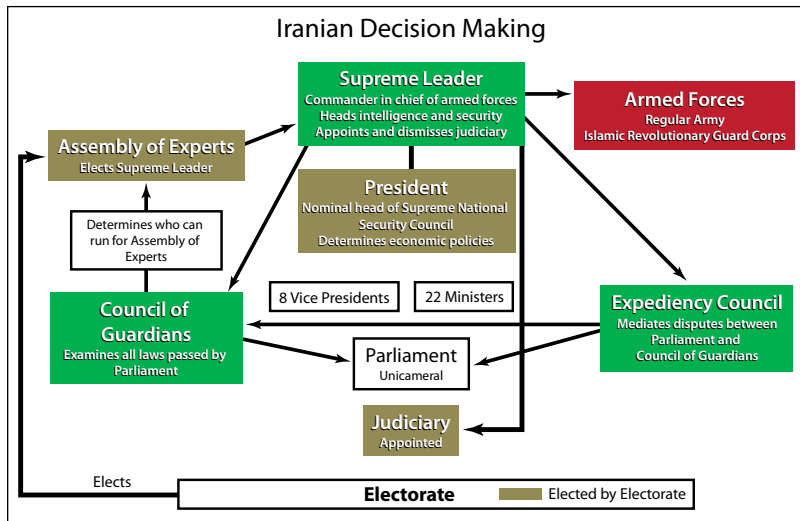 Iranian Decision Making
Supreme Leader
Commander in chief of armed forces
Heads intelligence and security
Appoints and dismisses judiciary
Armed Forces
Regular Army
Islamic Revolutionary Guard Corps
Assembly of Experts
Elects Supreme Leader
President
Nominal head of Supreme National
Security Council
Determines economic policies
Determines who can
run for Assembly of
Experts
8 Vice Presidents
22 Ministers
Council of
Guardians
Examines all laws passed by
Parliament
Expediency Council
Mediates disputes between
Parliament and
Council of Guardians
Parliament
Unicameral
Judiciary
Appointed
Elects
Electorate
Elected by Electorate